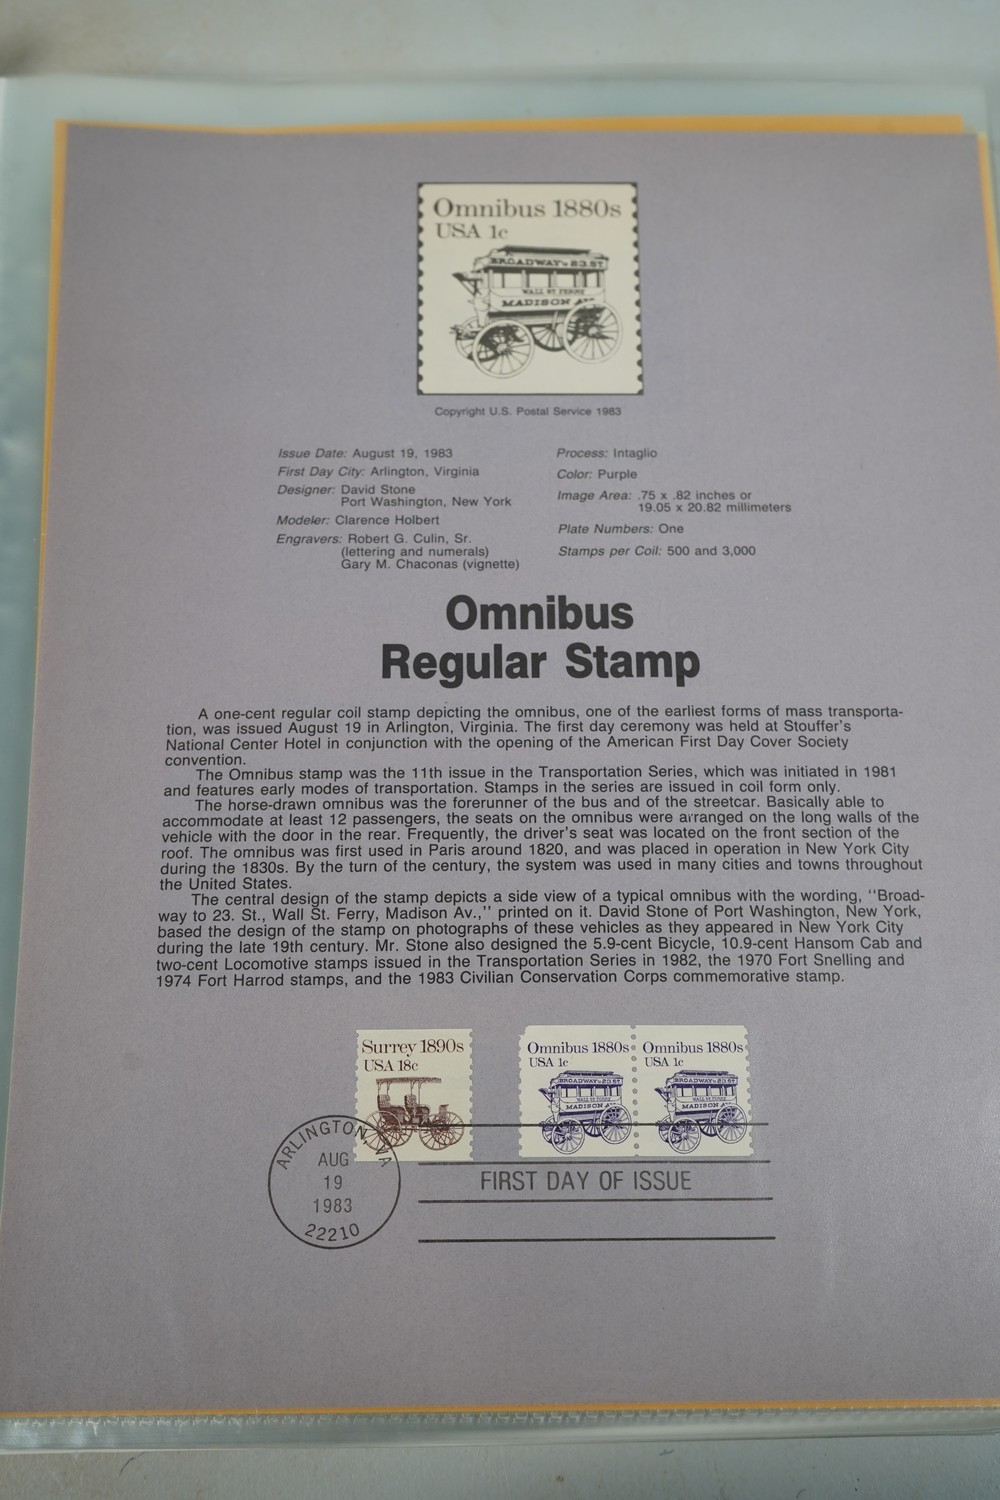 Omnibus 1880s
USA 1c
BROADWAY to 23. ST.
WALL ST. FERRY
MADISON AV.
Copyright U.S. Postal Service 1983
Issue Date: August 19, 1983
First Day City: Arlington, Virginia
Designer: David Stone
Port Washington, New York
Modeler: Clarence Holbert
Engravers: Robert G. Culin, Sr.
(lettering and numerals)
Gary M. Chaconas (vignette)
Process: Intaglio
Color: Purple
Image Area: .75 x .82 inches or
19.05 x 20.82 millimeters
Plate Numbers: One
Stamps per Coil: 500 and 3,000
Omnibus
Regular Stamp
A one-cent regular coil stamp depicting the omnibus, one of the earliest forms of mass transporta-
tion, was issued August 19 in Arlington, Virginia. The first day ceremony was held at Stouffer's
National Center Hotel in conjunction with the opening of the American First Day Cover Society
convention.
The Omnibus stamp was the 11th issue in the Transportation Series, which was initiated in 1981
and features early modes of transportation. Stamps in the series are issued in coil form only.
The horse-drawn omnibus was the forerunner of the bus and of the streetcar. Basically able to
accommodate at least 12 passengers, the seats on the omnibus were arranged on the long walls of the
vehicle with the door in the rear. Frequently, the driver's seat was located on the front section of the
roof. The omnibus was first used in Paris around 1820, and was placed in operation in New York City
during the 1830s. By the turn of the century, the system was used in many cities and towns throughout
the United States.
The central design of the stamp depicts a side view of a typical omnibus with the wording, "Broad-
way to 23. St., Wall St. Ferry, Madison Av.," printed on it. David Stone of Port Washington, New York,
based the design of the stamp on photographs of these vehicles as they appeared in New York City
during the late 19th century. Mr. Stone also designed the 5.9-cent Bicycle, 10.9-cent Hansom Cab and
two-cent Locomotive stamps issued in the Transportation Series in 1982, the 1970 Fort Snelling and
1974 Fort Harrod stamps, and the 1983 Civilian Conservation Corps commemorative stamp.
Surrey 1890s
USA 18c
Omnibus 1880s
USA 1c
BROADWAY to 23 ST
WALL ST FERRY
MADISON AV
Omnibus 1880s
USA 1c
BROADWAY to 23 ST
WALL ST FERRY
MADISON AV
ARLINGTON, VA
AUG
19
1983
22210
FIRST DAY OF ISSUE